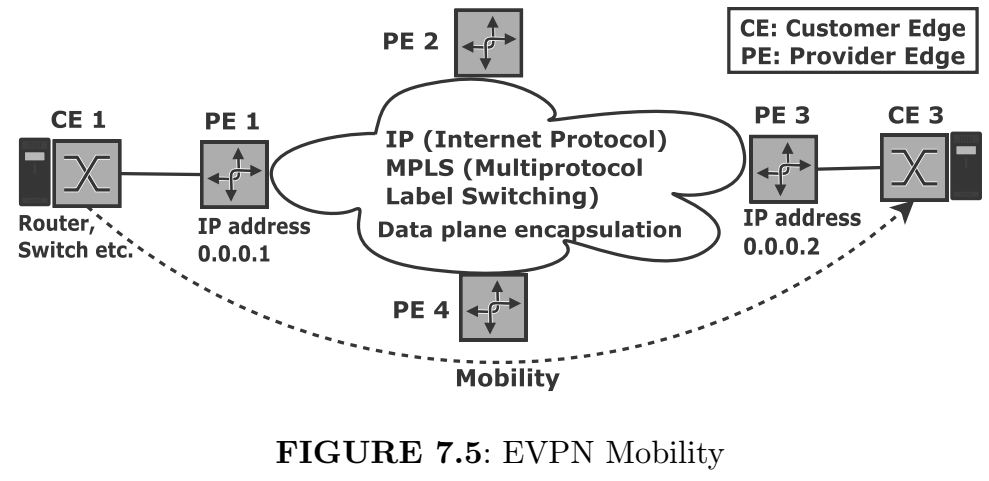 PE 2
CE: Customer Edge
PE: Provider Edge
CE 1
PE 1
PE 3
CE 3
IP (Internet Protocol)
MPLS (Multiprotocol
Label Switching)
Data plane encapsulation
Router,
Switch etc.
IP address
0.0.0.1
IP address
0.0.0.2
PE 4
Mobility
FIGURE 7.5: EVPN Mobility